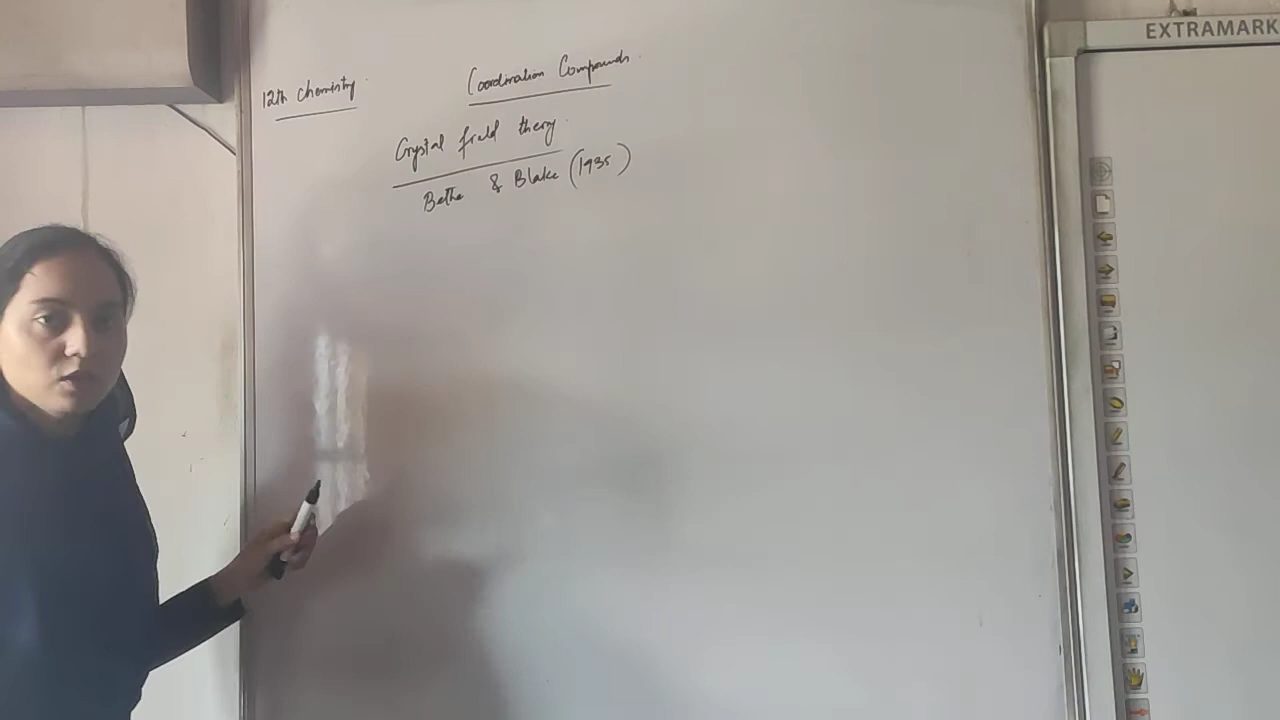 12th Chemistry
Coordination Compounds
Crystal field theory
Bethe & Blake (1935)
EXTRAMARK